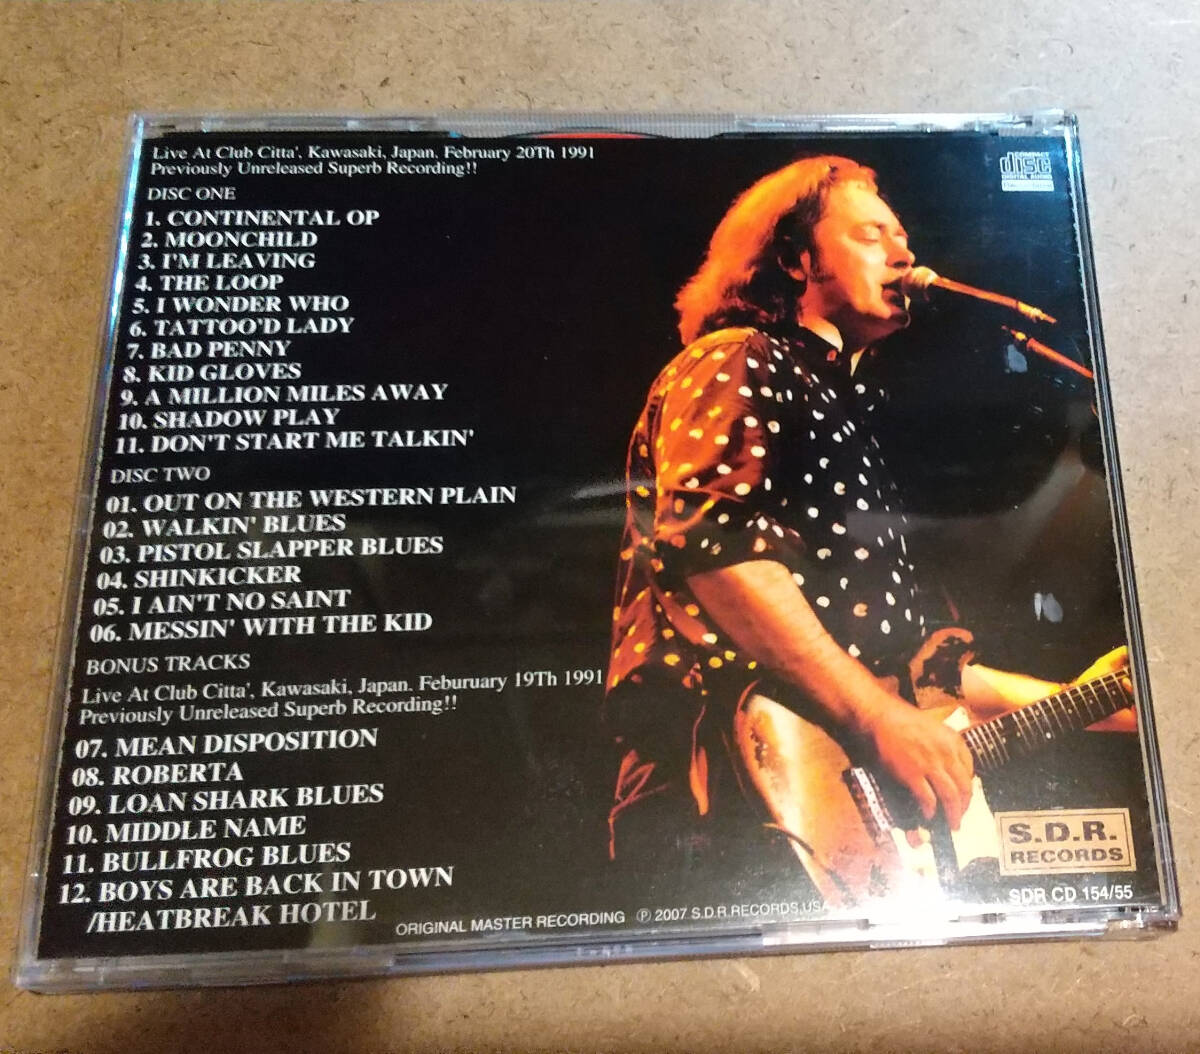 Live At Club Citta', Kawasaki, Japan. February 20Th 1991
Previously Unreleased Superb Recording!!
DISC ONE
1. CONTINENTAL OP
2. MOONCHILD
3. I'M LEAVING
4. THE LOOP
5. I WONDER WHO
6. TATTOO'D LADY
7. BAD PENNY
8. KID GLOVES
9. A MILLION MILES AWAY
10. SHADOW PLAY
11. DON'T START ME TALKIN'
DISC TWO
01. OUT ON THE WESTERN PLAIN
02. WALKIN' BLUES
03. PISTOL SLAPPER BLUES
04. SHINKICKER
05. I AIN'T NO SAINT
06. MESSIN' WITH THE KID
BONUS TRACKS
Live At Club Citta', Kawasaki, Japan. Feburuary 19Th 1991
Previously Unreleased Superb Recording!!
07. MEAN DISPOSITION
08. ROBERTA
09. LOAN SHARK BLUES
10. MIDDLE NAME
11. BULLFROG BLUES
12. BOYS ARE BACK IN TOWN
/HEATBREAK HOTEL
ORIGINAL MASTER RECORDING ℗ 2007 S.D.R.RECORDS,USA
COMPACT
disc
DIGITAL AUDIO
S.D.R.
RECORDS
SDR CD 154/55